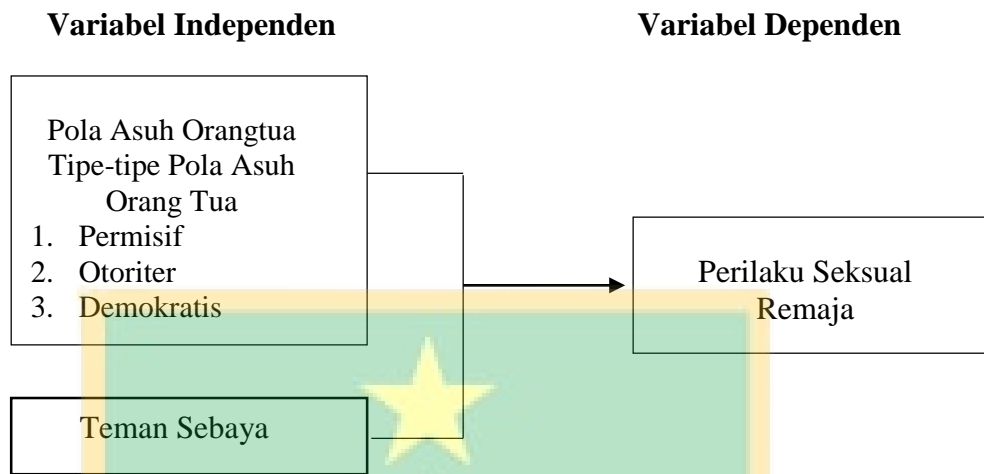 Variabel Independen
Variabel Dependen
Pola Asuh Orangtua
Tipe-tipe Pola Asuh
Orang Tua
1. Permisif
2. Otoriter
3. Demokratis
Teman Sebaya
Perilaku Seksual
Remaja